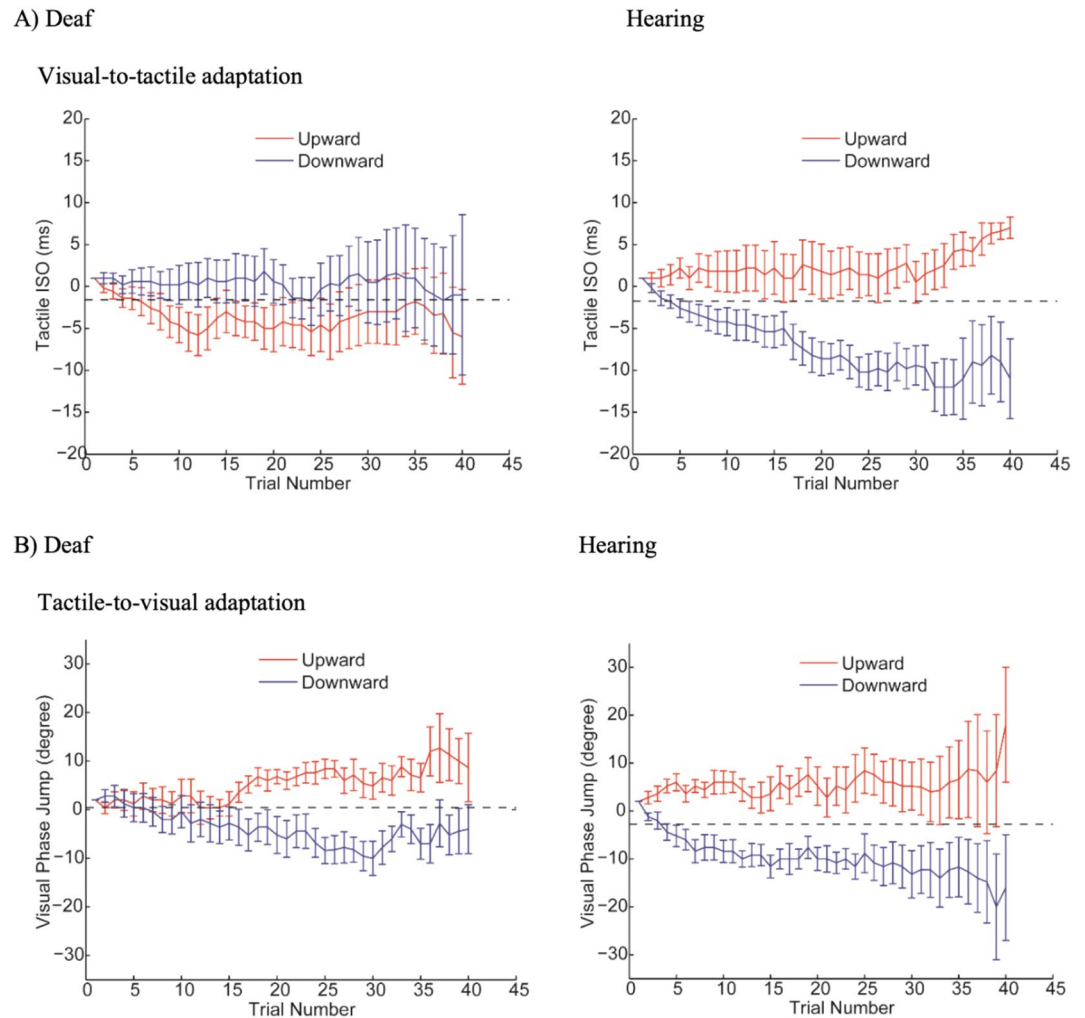 A) Deaf
Hearing
Visual-to-tactile adaptation
20
15
10
5
0
−5
−10
−15
−20
Tactile ISO (ms)
Upward
Downward
0 5 10 15 20 25 30 35 40 45
Trial Number
20
15
10
5
0
−5
−10
−15
−20
Tactile ISO (ms)
Upward
Downward
0 5 10 15 20 25 30 35 40 45
Trial Number
B) Deaf
Hearing
Tactile-to-visual adaptation
30
20
10
0
−10
−20
−30
Visual Phase Jump (degree)
Upward
Downward
0 5 10 15 20 25 30 35 40 45
Trial Number
30
20
10
0
−10
−20
−30
Visual Phase Jump (degree)
Upward
Downward
0 5 10 15 20 25 30 35 40 45
Trial Number